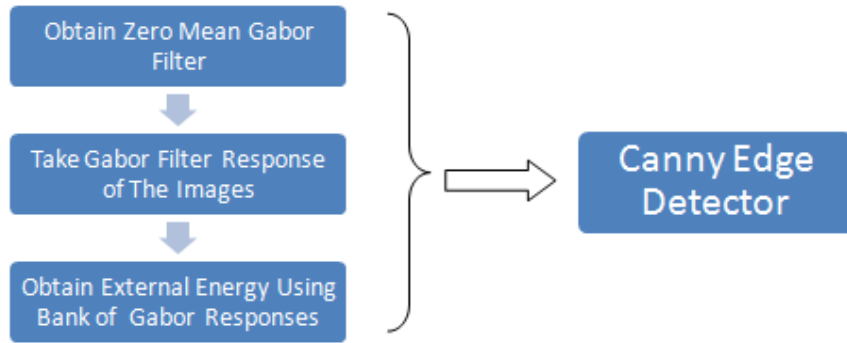 Obtain Zero Mean Gabor
Filter
Take Gabor Filter Response
of The Images
Obtain External Energy Using
Bank of Gabor Responses
Canny Edge
Detector